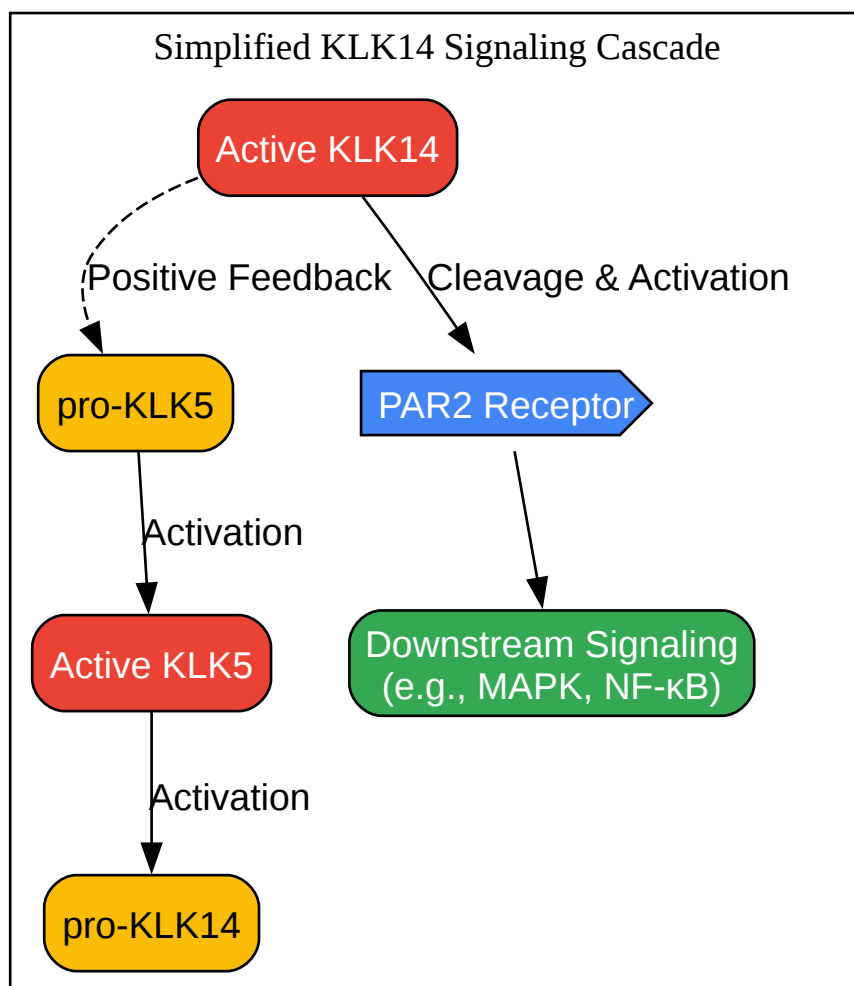 Simplified KLK14 Signaling Cascade
Active KLK14
Positive Feedback
Cleavage & Activation
pro-KLK5
PAR2 Receptor
Activation
Active KLK5
Downstream Signaling
(e.g., MAPK, NF-κB)
Activation
pro-KLK14